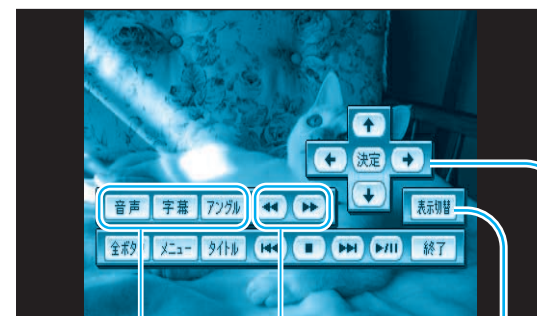 決定
音声 字幕 アングル 表示切替
全ボタン メニュー タイトル 終了